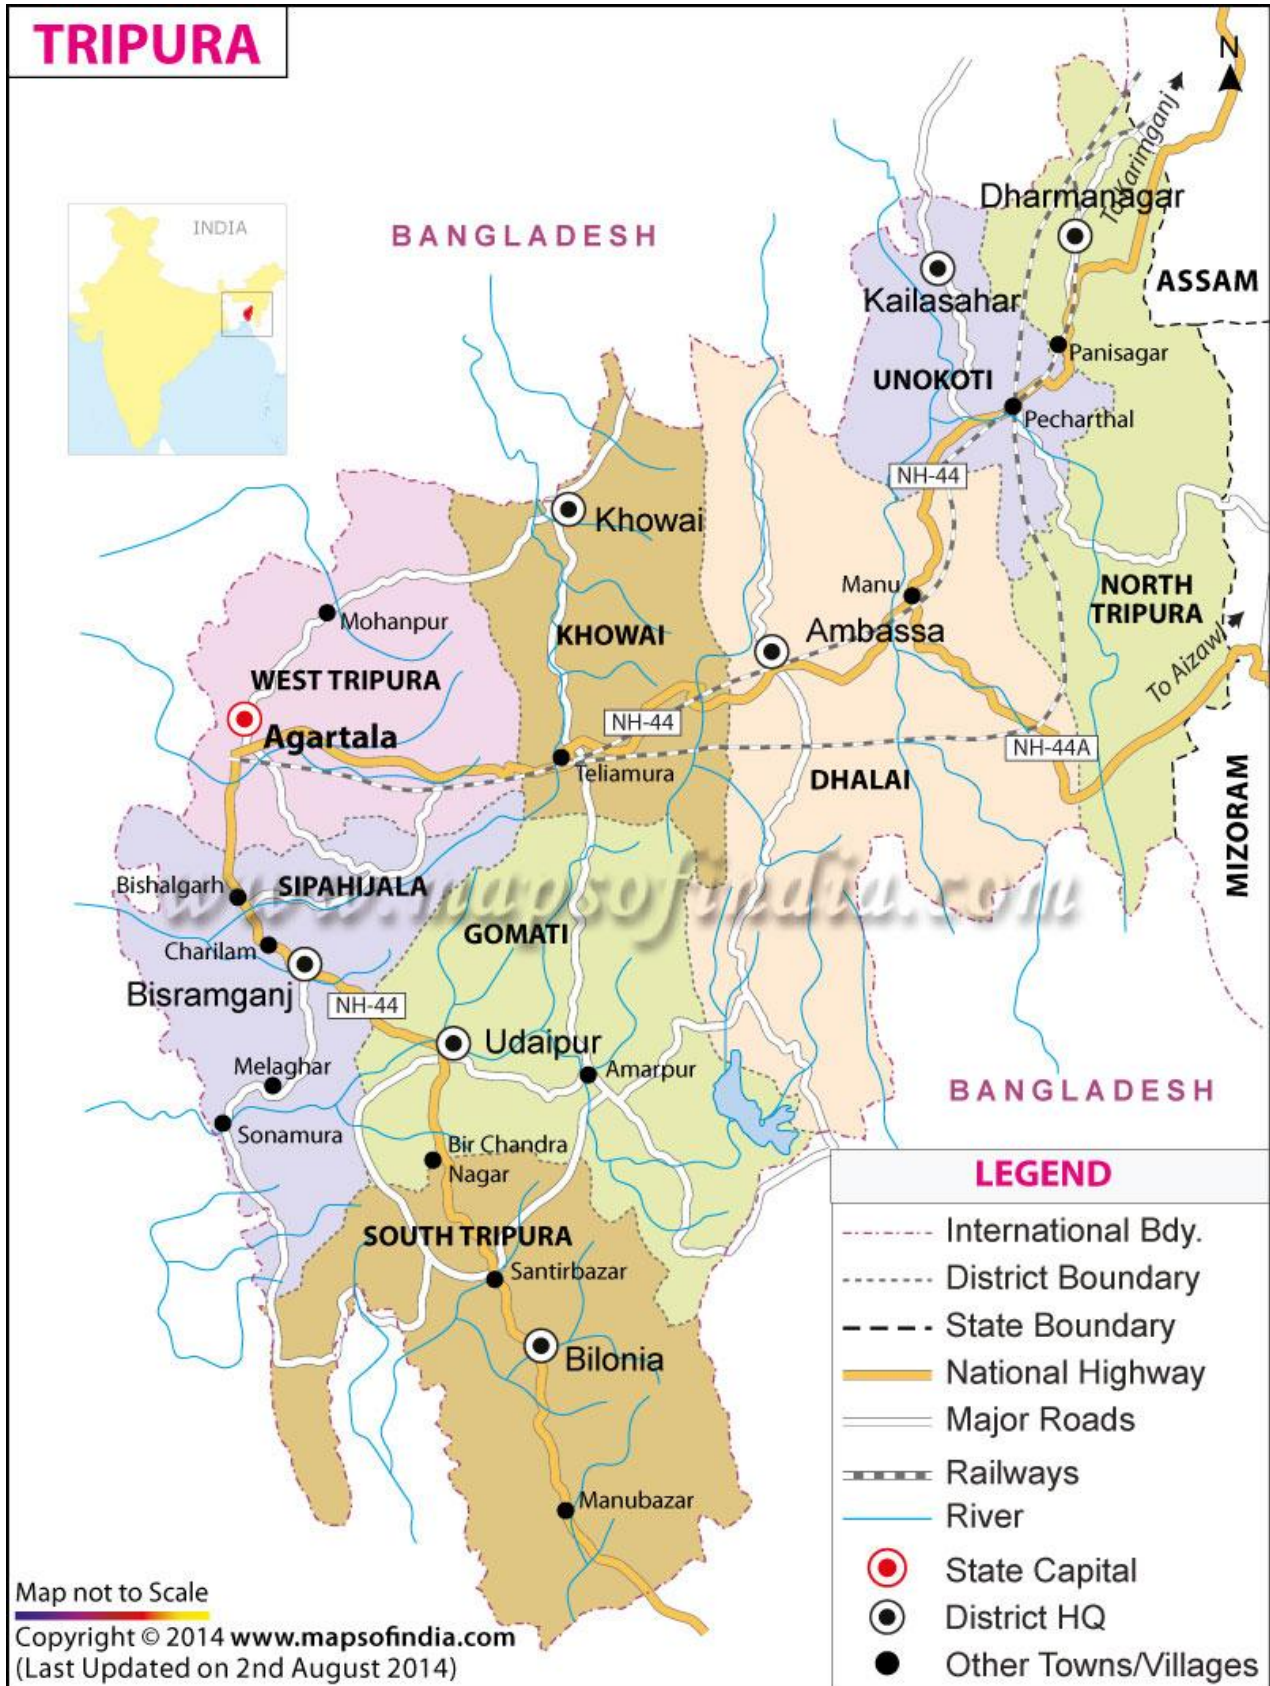 TRIPURA
N
To Karimganj
INDIA
BANGLADESH
Dharmanagar
ASSAM
Kailasahar
Panisagar
UNOKOTI
Pecharthal
NH-44
Khowai
Manu
NORTH
TRIPURA
Mohanpur
KHOWAI
Ambassa
To Aizawl
WEST TRIPURA
NH-44
Agartala
NH-44A
Teliamura
DHALAI
MIZORAM
Bishalgarh
SIPAHIJALA
www.mapsofindia.com
GOMATI
Charilam
Bisramganj
NH-44
Udaipur
Melaghar
Amarpur
BANGLADESH
Sonamura
Bir Chandra
Nagar
SOUTH TRIPURA
Santirbazar
Bilonia
Manubazar
LEGEND
International Bdy.
District Boundary
State Boundary
National Highway
Major Roads
Railways
River
State Capital
District HQ
Other Towns/Villages
Map not to Scale
Copyright © 2014 www.mapsofindia.com
(Last Updated on 2nd August 2014)